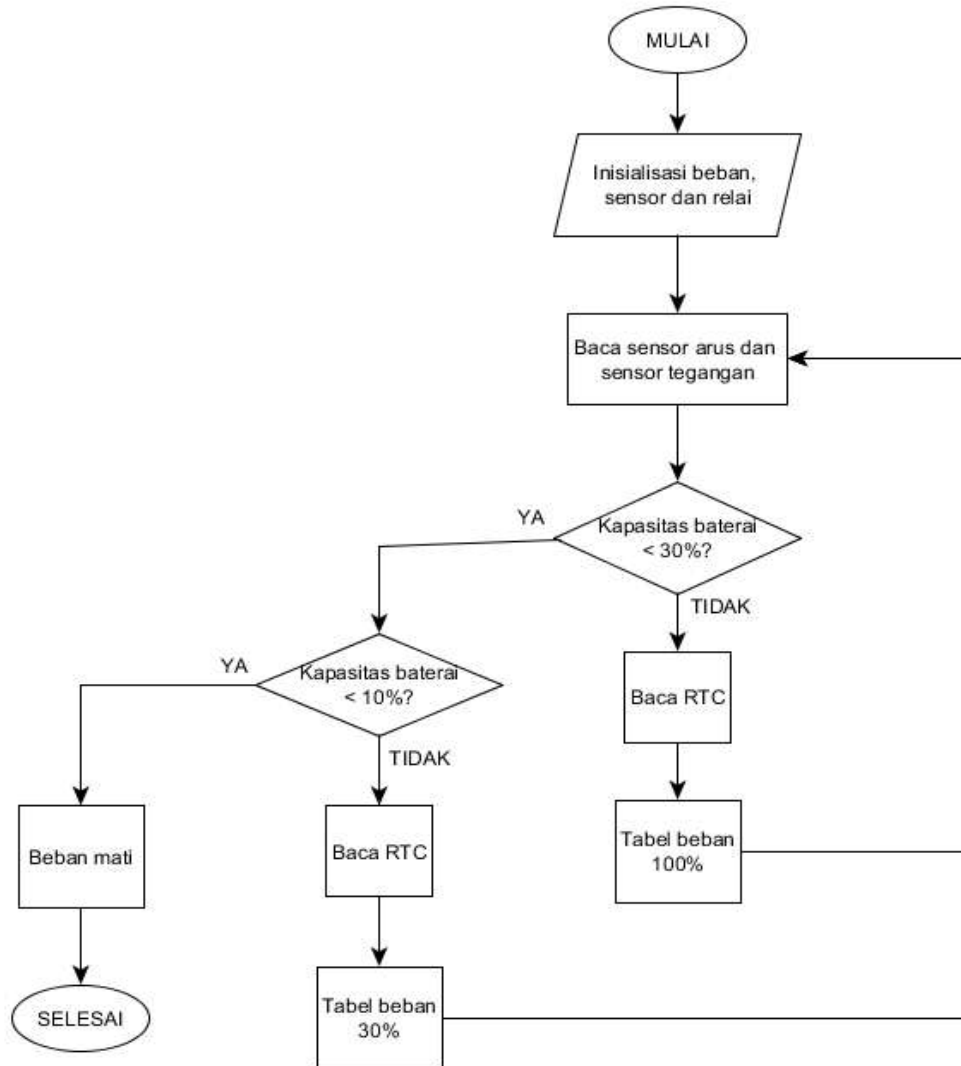 MULAI
Inisialisasi beban,
sensor dan relai
Baca sensor arus dan
sensor tegangan
Kapasitas baterai
< 30%?
YA
TIDAK
Kapasitas baterai
< 10%?
YA
TIDAK
Baca RTC
Tabel beban
100%
Beban mati
Baca RTC
SELESAI
Tabel beban
30%